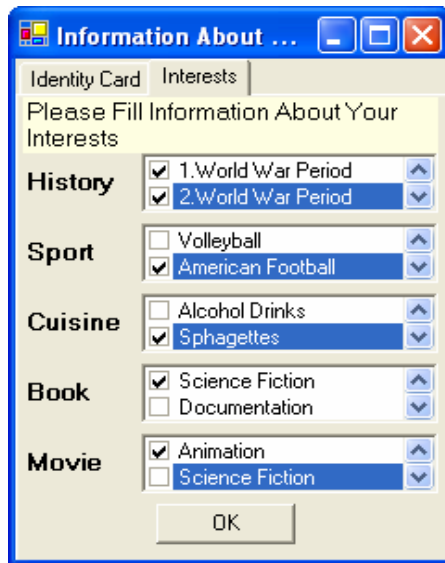 Information About ...
Identity Card Interests
Please Fill Information About Your
Interests
History
1.World War Period
2.World War Period
Sport
Volleyball
American Football
Cuisine
Alcohol Drinks
Sphagettes
Book
Science Fiction
Documentation
Movie
Animation
Science Fiction
OK